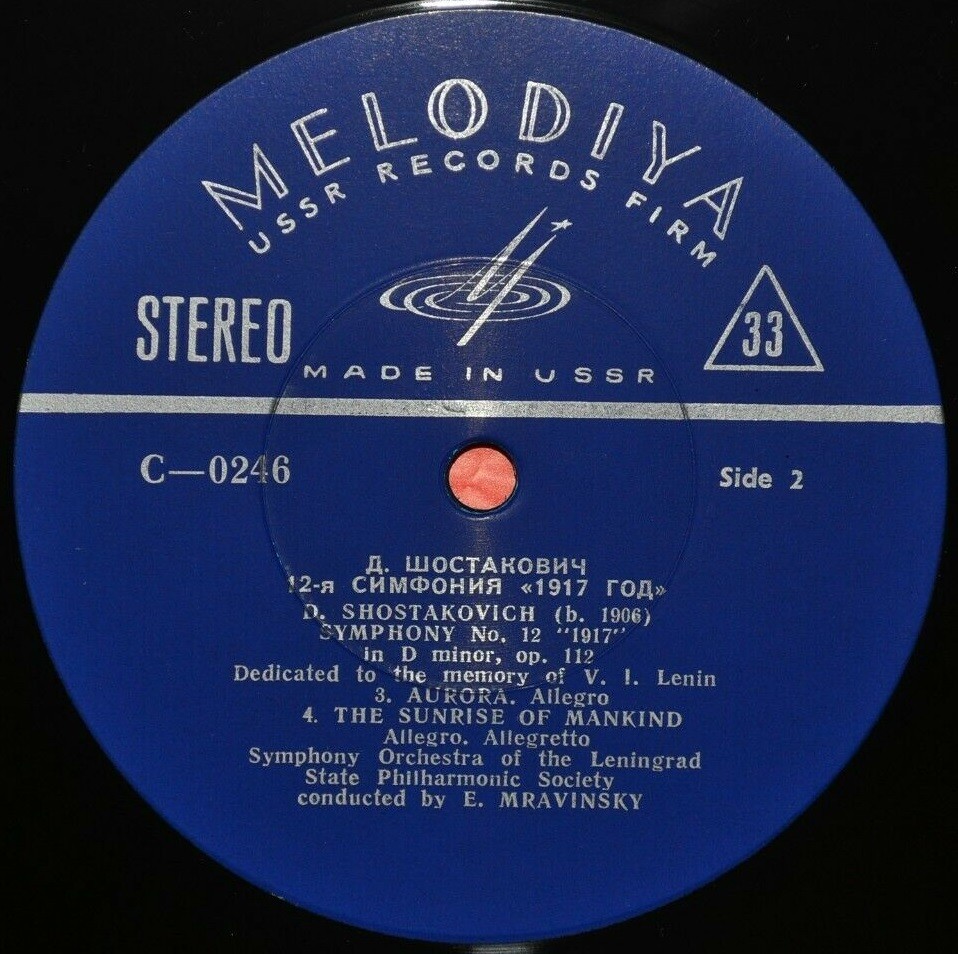 MELODIYA
USSR RECORDS FIRM
STEREO
33
MADE IN USSR
C—0246
Side 2
Д. ШОСТАКОВИЧ
12-я СИМФОНИЯ «1917 ГОД»
D. SHOSTAKOVICH (b. 1906)
SYMPHONY No. 12 "1917"
in D minor, op. 112
Dedicated to the memory of V. I. Lenin
3. AURORA. Allegro
4. THE SUNRISE OF MANKIND
Allegro. Allegretto
Symphony Orchestra of the Leningrad
State Philharmonic Society
conducted by E. MRAVINSKY